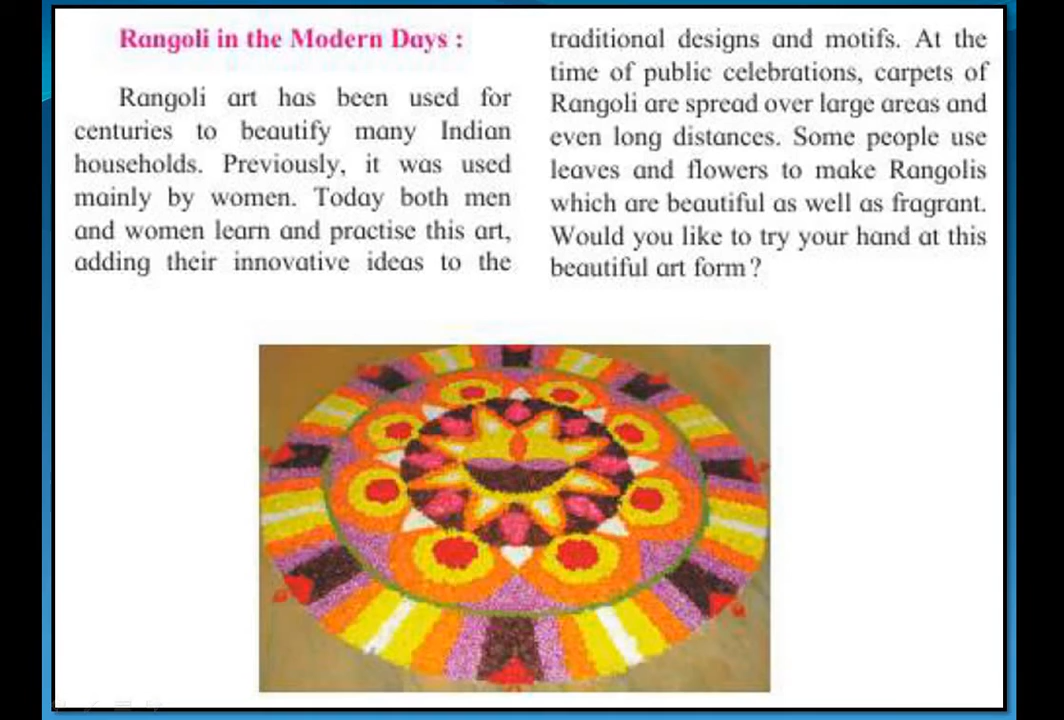 Rangoli in the Modern Days :
Rangoli art has been used for
centuries to beautify many Indian
households. Previously, it was used
mainly by women. Today both men
and women learn and practise this art,
adding their innovative ideas to the
traditional designs and motifs. At the
time of public celebrations, carpets of
Rangoli are spread over large areas and
even long distances. Some people use
leaves and flowers to make Rangolis
which are beautiful as well as fragrant.
Would you like to try your hand at this
beautiful art form?